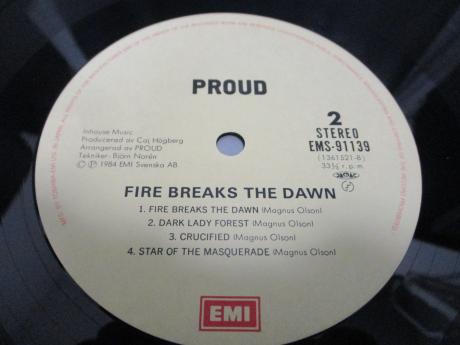 PROUD
Inhouse Music
Producerad av Caj Högberg
Arrangerad av PROUD
Tekniker: Björn Norén
© ℗ 1984 EMI Svenska AB
2
STEREO
EMS-91139
(1361521-B)
33⅓ r.p.m.
JASRAC
FIRE BREAKS THE DAWN
1. FIRE BREAKS THE DAWN (Magnus Olson)
2. DARK LADY FOREST (Magnus Olson)
3. CRUCIFIED (Magnus Olson)
4. STAR OF THE MASQUERADE (Magnus Olson)
EMI